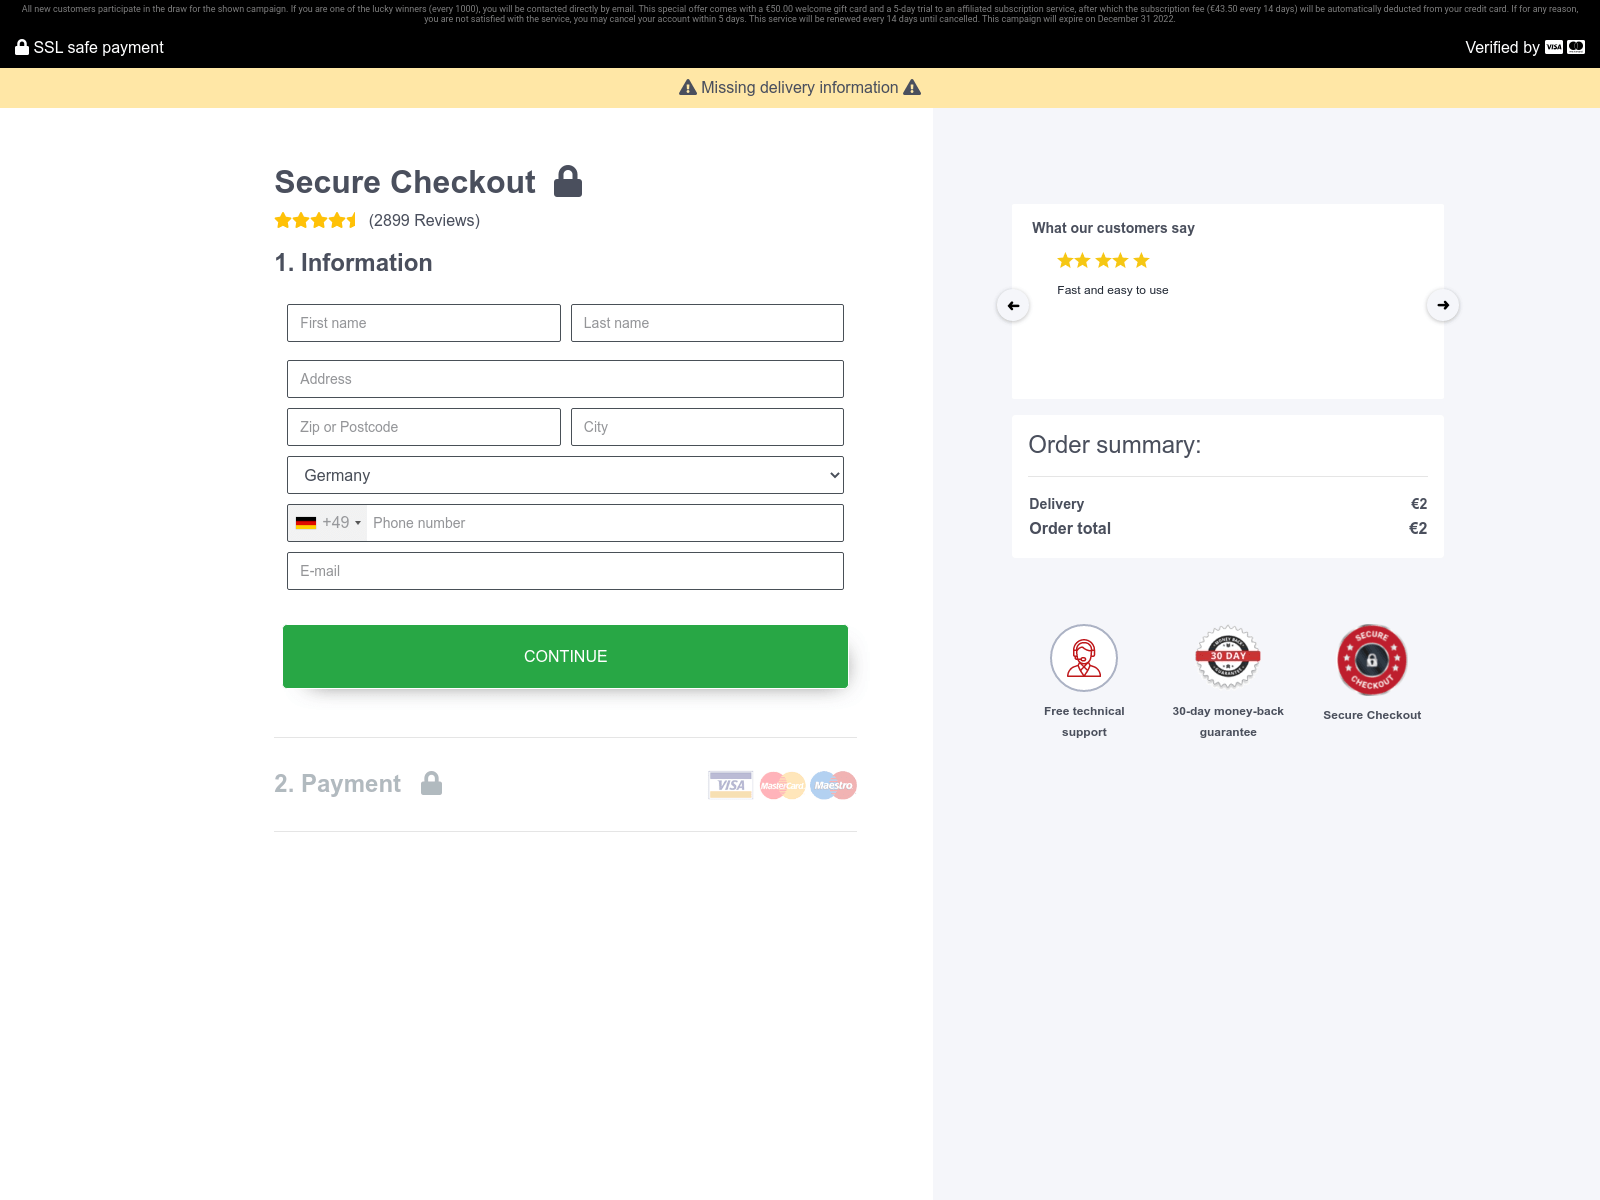 All new customers participate in the draw for the shown campaign. If you are one of the lucky winners (every 1000), you will be contacted directly by email. This special offer comes with a €50.00 welcome gift card and a 5-day trial to an affiliated subscription service, after which the subscription fee (€43.50 every 14 days) will be automatically deducted from your credit card. If for any reason,
you are not satisfied with the service, you may cancel your account within 5 days. This service will be renewed every 14 days until cancelled. This campaign will expire on December 31 2022.
SSL safe payment
Verified by VISA
Missing delivery information
Secure Checkout
(2899 Reviews)
1. Information
First name
Last name
Address
Zip or Postcode
City
Germany
+49 Phone number
E-mail
CONTINUE
2. Payment
VISA MasterCard Maestro
What our customers say
Fast and easy to use
Order summary:
Delivery €2
Order total €2
MONEY BACK
30 DAY
GUARANTEE
SECURE
CHECKOUT
Free technical
support
30-day money-back
guarantee
Secure Checkout